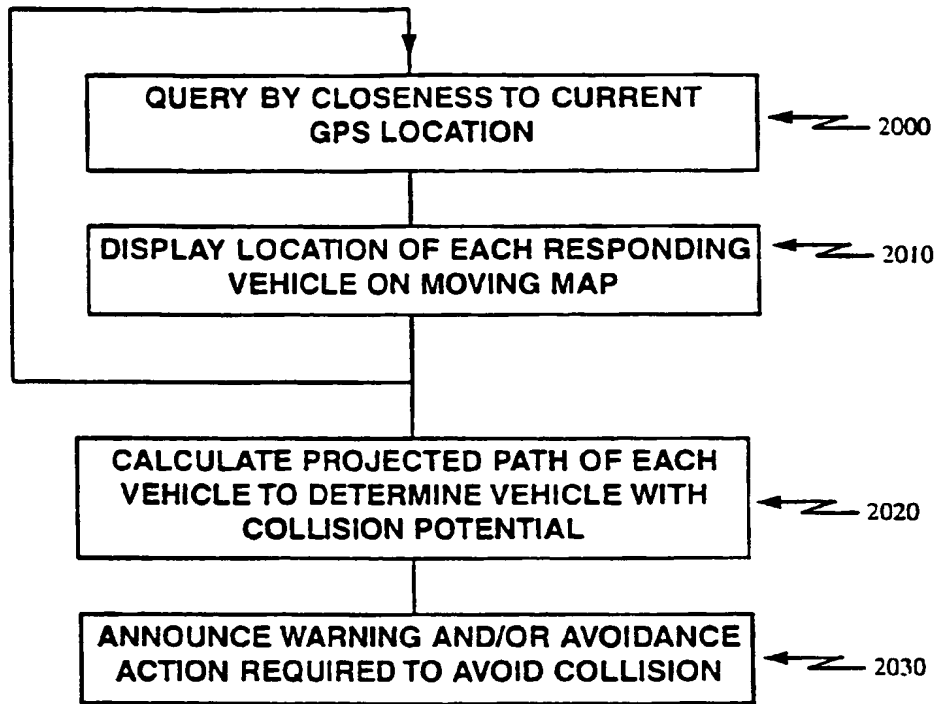 QUERY BY CLOSENESS TO CURRENT
GPS LOCATION
2000
DISPLAY LOCATION OF EACH RESPONDING
VEHICLE ON MOVING MAP
2010
CALCULATE PROJECTED PATH OF EACH
VEHICLE TO DETERMINE VEHICLE WITH
COLLISION POTENTIAL
2020
ANNOUNCE WARNING AND/OR AVOIDANCE
ACTION REQUIRED TO AVOID COLLISION
2030